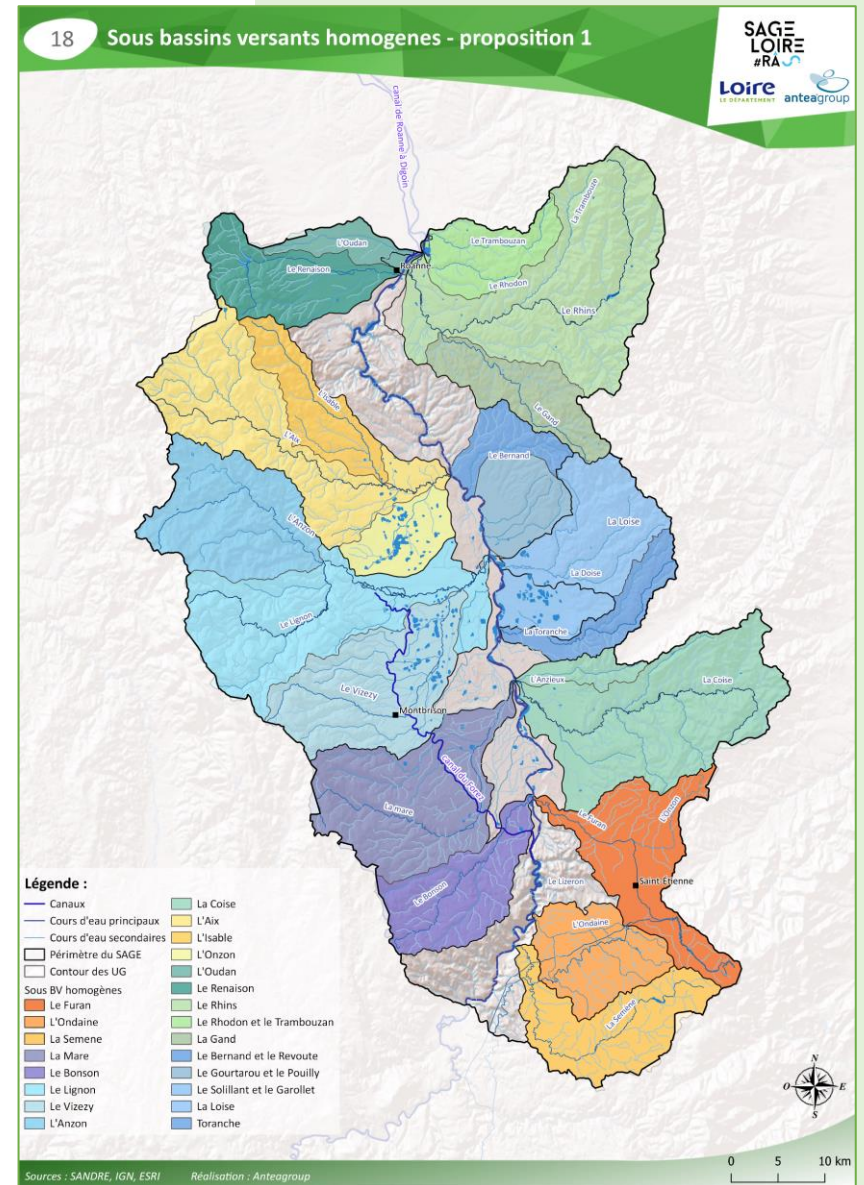 18
Sous bassins versants homogenes - proposition 1
SAGE
LOIRE
#RA
Loire
LE DÉPARTEMENT
anteagroup
canal de Roanne à Digoin
La Trambouze
L'Oudan
Le Trambouzan
Le Renaison
Roanne
Le Rhodon
Le Rhins
L'Isable
Le Gand
L'Aix
Le Bernand
La Loise
L'Anzon
La Doise
Le Lignon
La Toranche
L'Anzieux
La Coise
Le Vizezy
Montbrison
canal du Forez
La mare
Le Furan
L'Onzon
Saint-Etienne
Le Lizeron
Le Bonson
L'Ondaine
La Semène
Légende :
Canaux
Cours d'eau principaux
Cours d'eau secondaires
Périmètre du SAGE
Contour des UG
Sous BV homogènes
Le Furan
L'Ondaine
La Semene
La Mare
Le Bonson
Le Lignon
Le Vizezy
L'Anzon
La Coise
L'Aix
L'Isable
L'Onzon
L'Oudan
Le Renaison
Le Rhins
Le Rhodon et le Trambouzan
La Gand
Le Bernand et le Revoute
Le Gourtarou et le Pouilly
Le Solillant et le Garollet
La Loise
Toranche
N
O E
S
0 5 10 km
Sources : SANDRE, IGN, ESRI Réalisation : Anteagroup